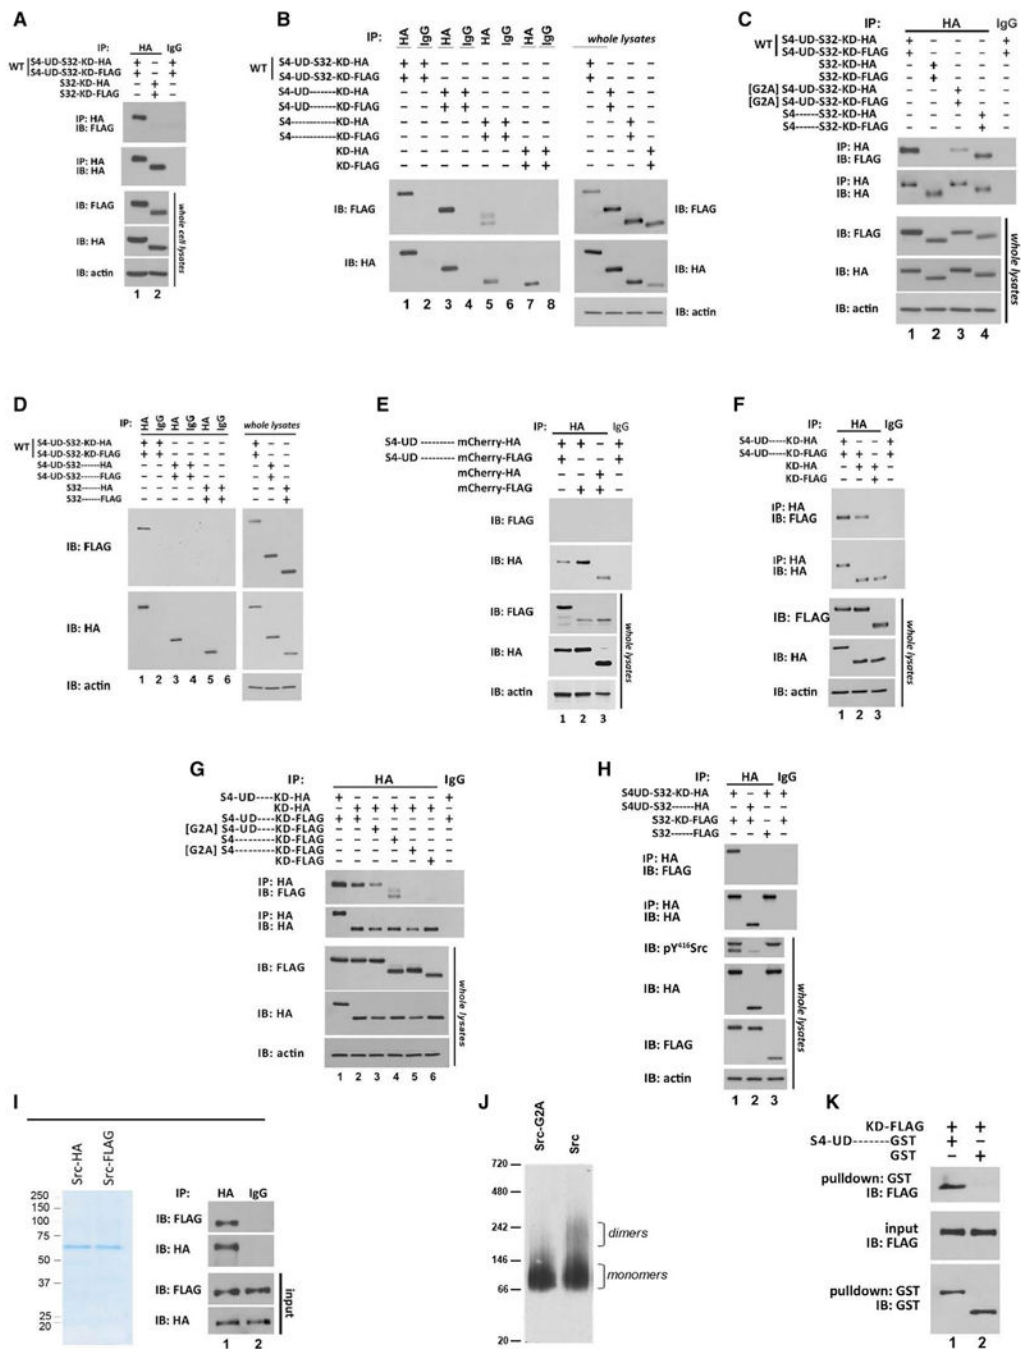 A
IP: HA IgG
WT S4-UD-S32-KD-HA + – +
S4-UD-S32-KD-FLAG + – +
S32-KD-HA – +
S32-KD-FLAG – +
IP: HA
IB: FLAG
IP: HA
IB: HA
IB: FLAG
IB: HA
IB: actin
whole cell lysates
1 2
B
IP: HA IgG HA IgG HA IgG HA IgG whole lysates
WT S4-UD-S32-KD-HA + + – – – – – – + – – –
S4-UD-S32-KD-FLAG + + – – – – – – + – – –
S4-UD-------KD-HA – – + + – – – – – + – –
S4-UD-------KD-FLAG – – + + – – – – – + – –
S4------------KD-HA – – – – + + – – – – + –
S4------------KD-FLAG – – – – + + – – – – + –
KD-HA – – – – – – + + – – – +
KD-FLAG – – – – – – + + – – – +
IB: FLAG IB: FLAG
IB: HA IB: HA
1 2 3 4 5 6 7 8 IB: actin
C
IP: HA IgG
WT S4-UD-S32-KD-HA + – – – +
S4-UD-S32-KD-FLAG + – – – +
S32-KD-HA – + – –
S32-KD-FLAG – + – –
[G2A] S4-UD-S32-KD-HA – – + –
[G2A] S4-UD-S32-KD-FLAG – – + –
S4------S32-KD-HA – – – +
S4------S32-KD-FLAG – – – +
IP: HA
IB: FLAG
IP: HA
IB: HA
IB: FLAG
IB: HA
IB: actin
whole lysates
1 2 3 4
D
IP: HA IgG HA IgG HA IgG whole lysates
WT S4-UD-S32-KD-HA + + – – – – + – –
S4-UD-S32-KD-FLAG + + – – – – + – –
S4-UD-S32------HA – – + + – – – + –
S4-UD-S32------FLAG – – + + – – – + –
S32------HA – – – – + + – – +
S32------FLAG – – – – + + – – +
IB: FLAG
IB: HA
1 2 3 4 5 6
IB: actin
E
IP: HA IgG
S4-UD --------- mCherry-HA + + – +
S4-UD --------- mCherry-FLAG + – – +
mCherry-HA – – +
mCherry-FLAG – + + –
IB: FLAG
IB: HA
IB: FLAG
IB: HA
IB: actin
whole lysates
1 2 3
F
IP: HA IgG
S4-UD-----KD-HA + – – +
S4-UD-----KD-FLAG + + – +
KD-HA – + +
KD-FLAG – – +
IP: HA
IB: FLAG
IP: HA
IB: HA
IB: FLAG
IB: HA
IB: actin
whole lysates
1 2 3
G
IP: HA IgG
S4-UD----KD-HA + – – – – – +
KD-HA – + + + + +
S4-UD----KD-FLAG + + – – – – +
[G2A] S4-UD----KD-FLAG – – + – – –
S4----------KD-FLAG – – – + – –
[G2A] S4----------KD-FLAG – – – – + –
KD-FLAG – – – – – +
IP: HA
IB: FLAG
IP: HA
IB: HA
IB: FLAG
IB: HA
IB: actin
whole lysates
1 2 3 4 5 6
H
IP: HA IgG
S4UD-S32-KD-HA + – + +
S4UD-S32------HA – + –
S32-KD-FLAG + + – +
S32------FLAG – – +
IP: HA
IB: FLAG
IP: HA
IB: HA
IB: pY416Src
IB: HA
IB: FLAG
IB: actin
whole lysates
1 2 3
I
Src-HA
Src-FLAG
250
150
100
75
50
37
25
20
IP: HA IgG
IB: FLAG
IB: HA
IB: FLAG
IB: HA
input
1 2
J
Src-G2A
Src
720
480
242
146
66
20
dimers
monomers
K
KD-FLAG + +
S4-UD-------GST + –
GST – +
pulldown: GST
IB: FLAG
input
IB: FLAG
pulldown: GST
IB: GST
1 2